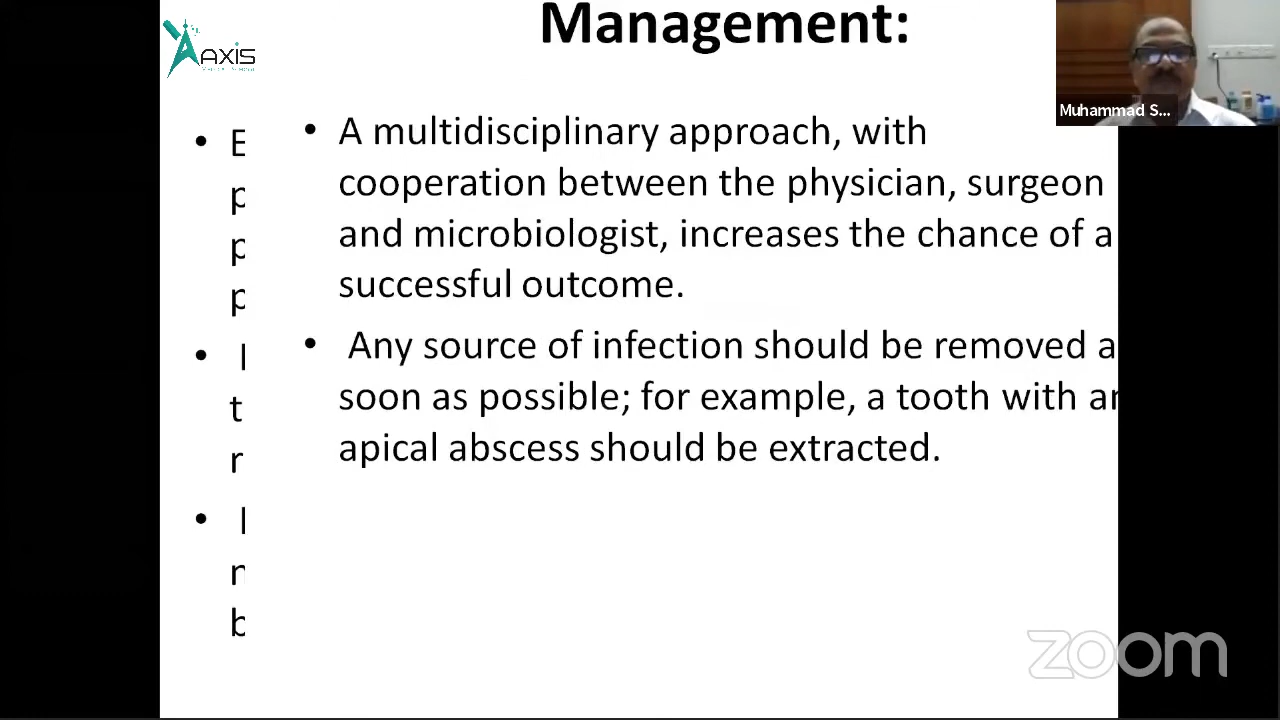 Management:
AXIS
Muhammad S...
• A multidisciplinary approach, with
cooperation between the physician, surgeon
and microbiologist, increases the chance of a
successful outcome.
• Any source of infection should be removed a
soon as possible; for example, a tooth with
apical abscess should be extracted.
zoom